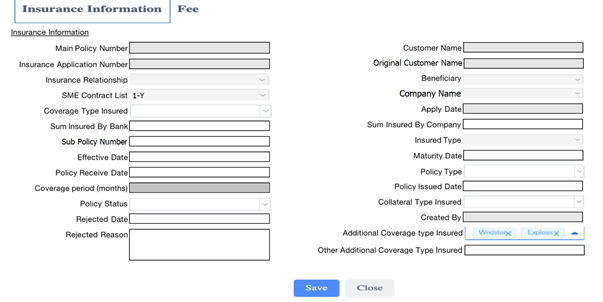 Insurance Information Fee
Insurance Information
Main Policy Number
Customer Name
Insurance Application Number
Original Customer Name
Insurance Relationship
Beneficiary
SME Contract List 1-Y
Company Name
Coverage Type Insured
Apply Date
Sum Insured By Bank
Sum Insured By Company
Sub Policy Number
Insured Type
Effective Date
Maturity Date
Policy Receive Date
Policy Type
Coverage period (months)
Policy Issued Date
Policy Status
Collateral Type Insured
Rejected Date
Created By
Rejected Reason
Additional Coverage type Insured
Other Additional Coverage Type Insured
Save Close